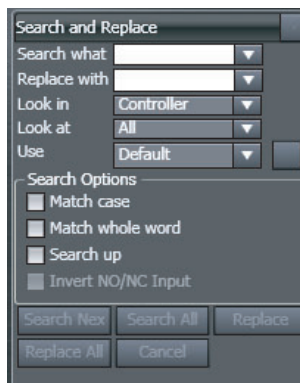 Search and Replace
Search what
Replace with
Look in Controller
Look at All
Use Default
Search Options
Match case
Match whole word
Search up
Invert NO/NC Input
Search Nex Search All Replace
Replace All Cancel